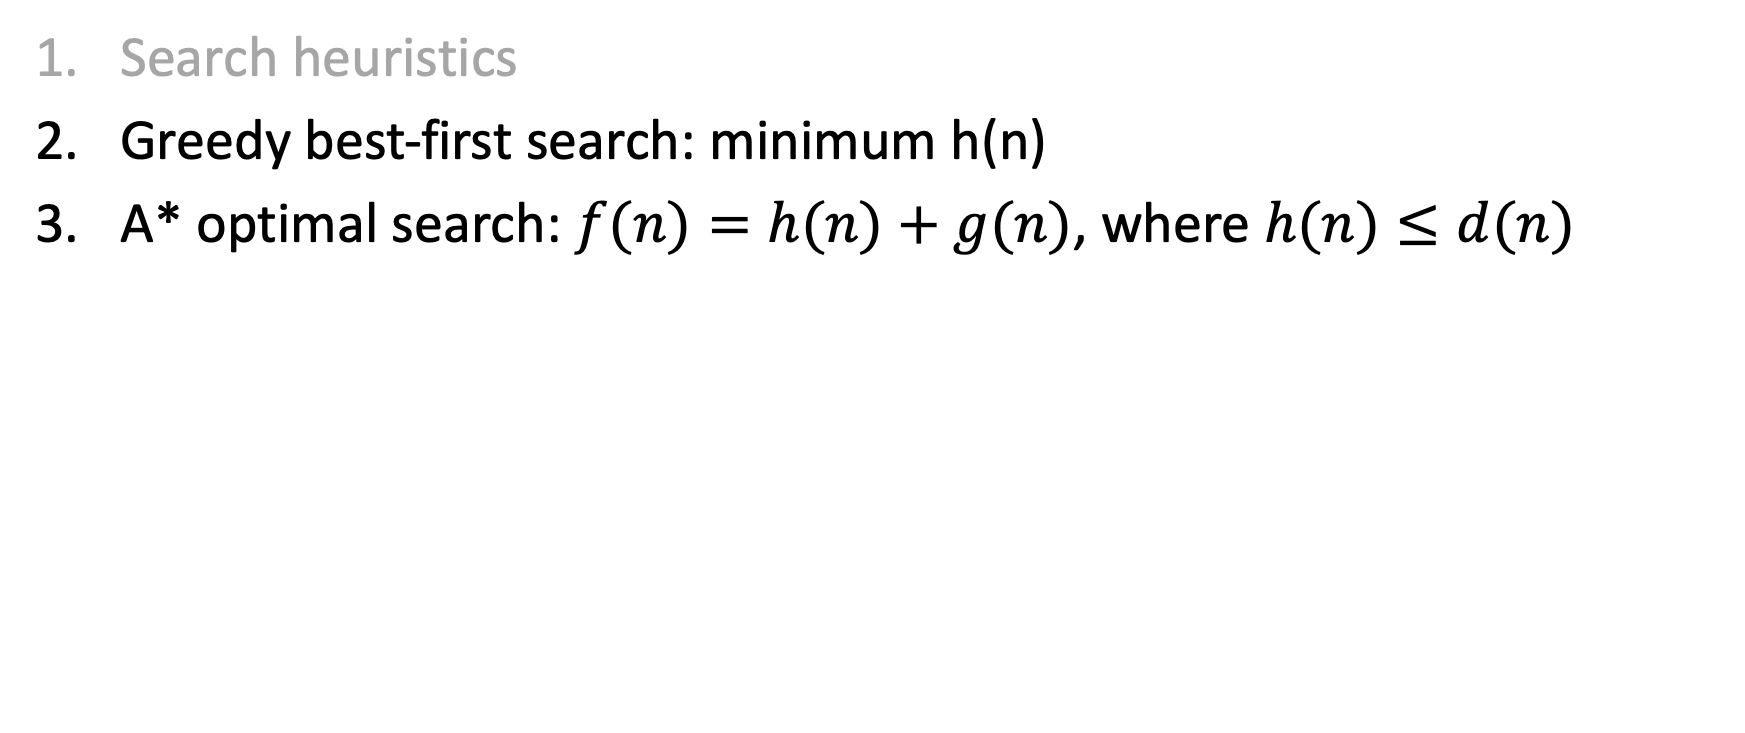 1. Search heuristics
2. Greedy best-first search: minimum h(n)
3. A* optimal search: f(n) = h(n) + g(n), where h(n) ≤ d(n)